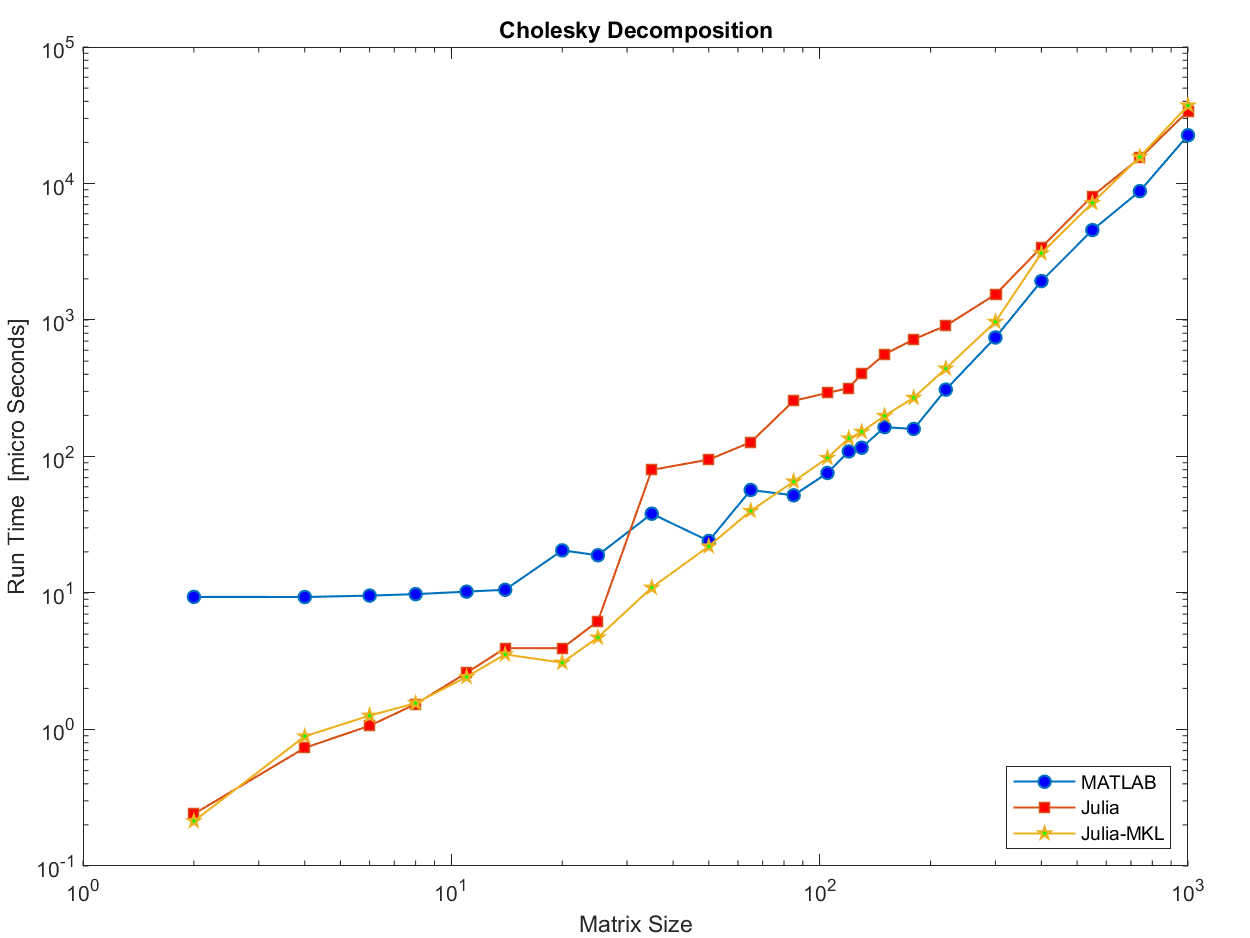 Cholesky Decomposition
10^5
10^4
10^3
10^2
10^1
10^0
10^-1
Run Time [micro Seconds]
10^0
10^1
10^2
10^3
Matrix Size
MATLAB
Julia
Julia-MKL